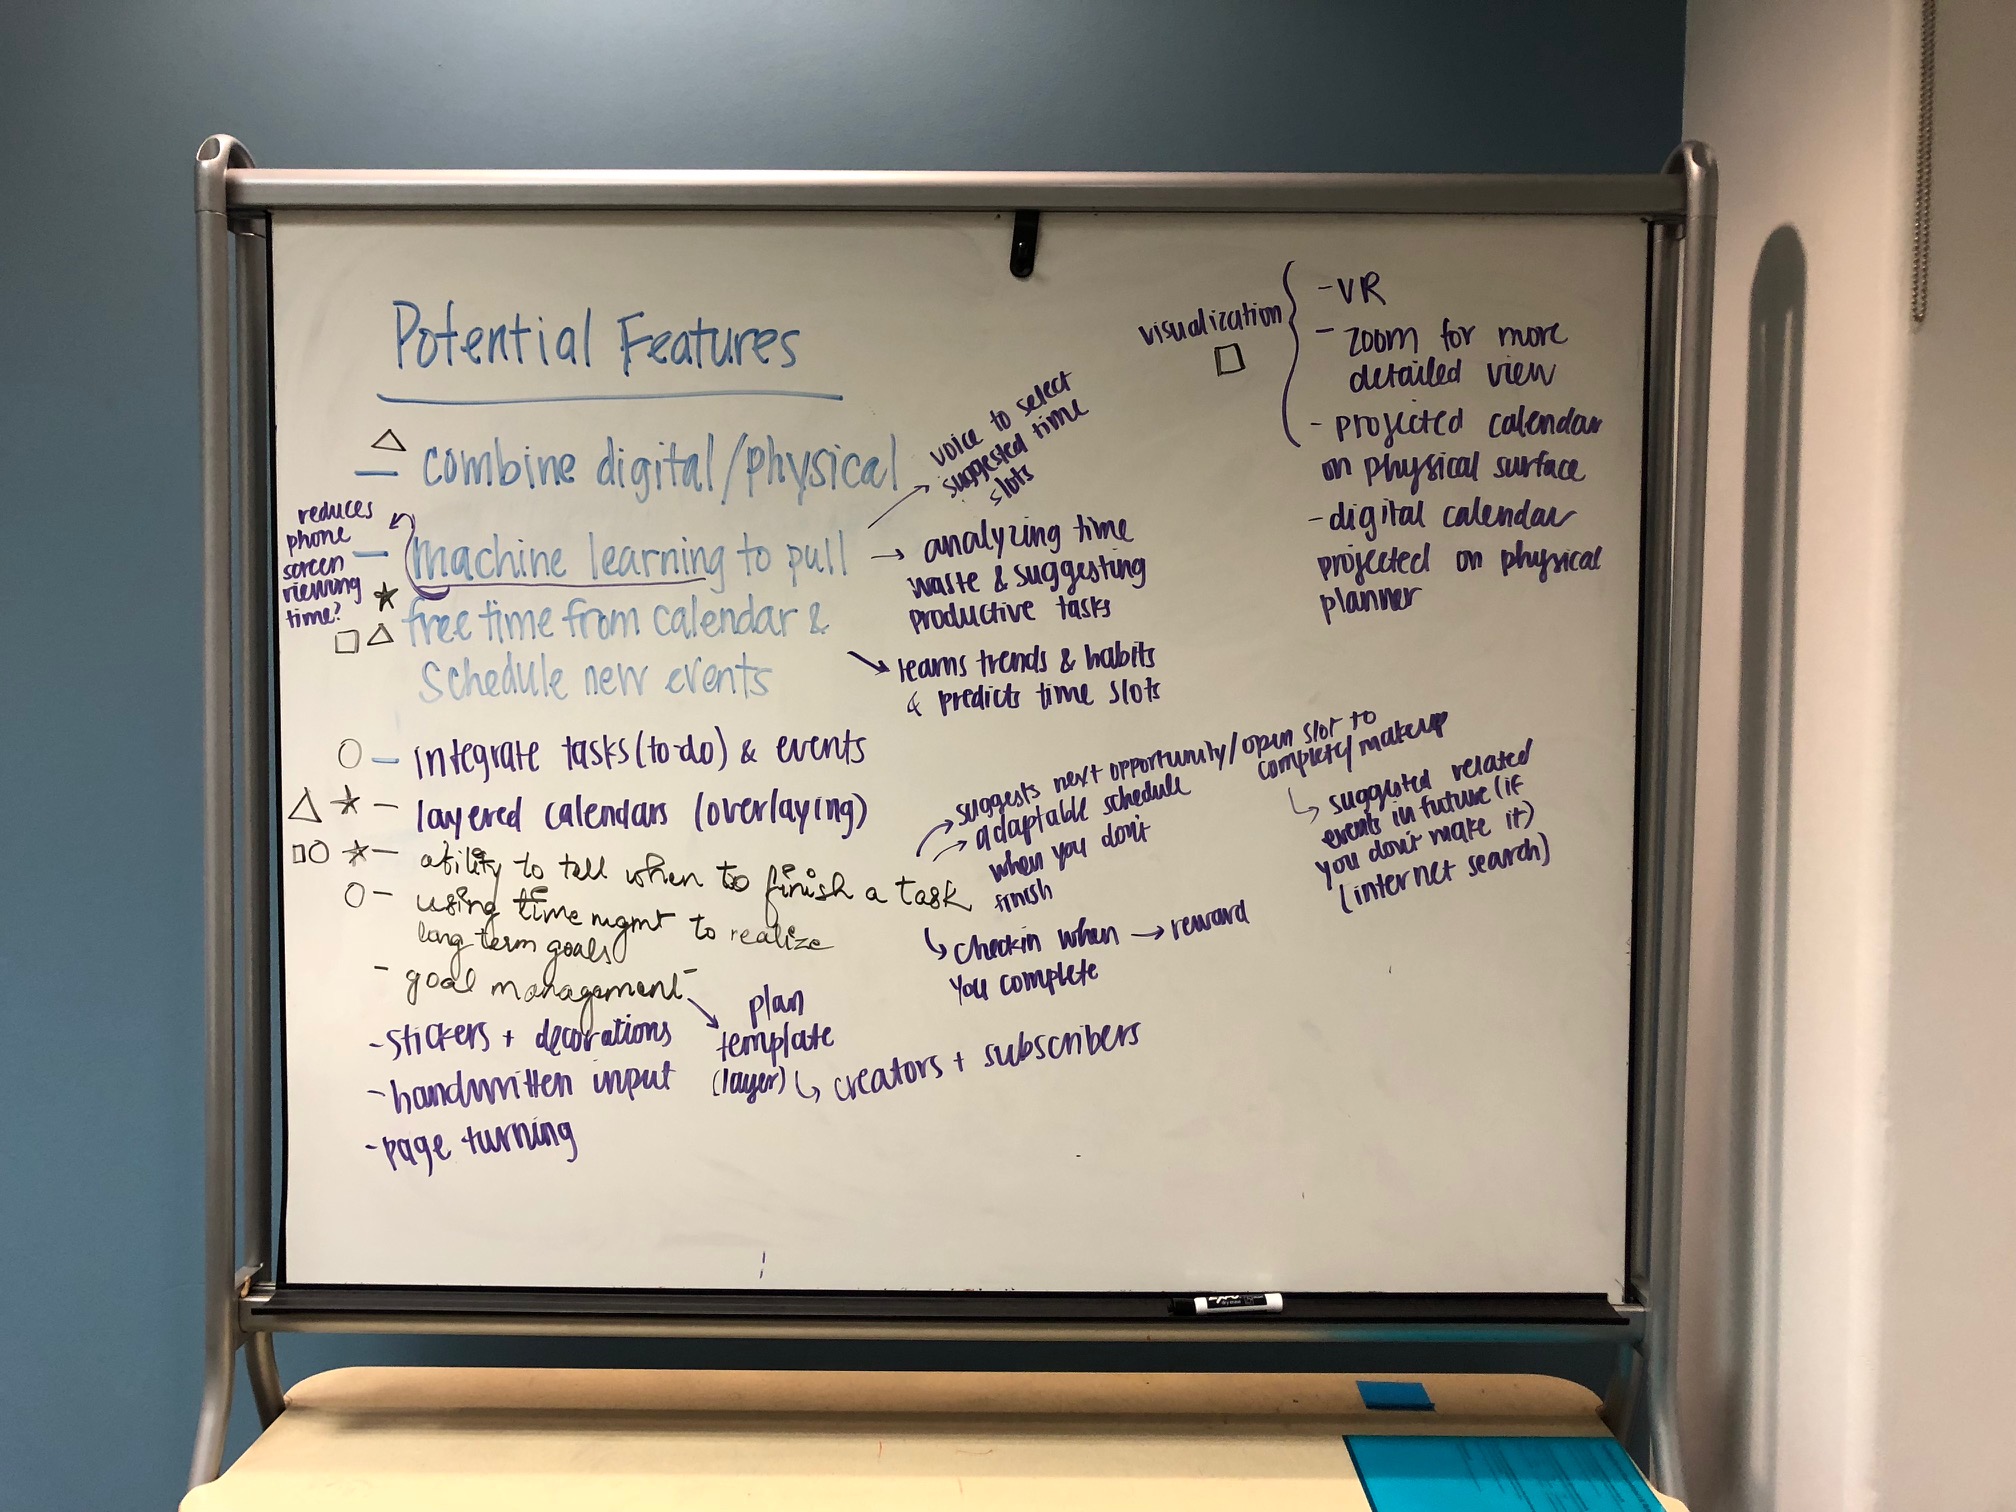 Potential Features
— combine digital/physical
— machine learning to pull
free time from calendar &
Schedule new events
reduces
phone
screen
viewing
time?
voice to select
suggested time
slots
→ analyzing time
waste & suggesting
productive tasks
→ learns trends & habits
& predicts time slots
— integrate tasks (to-do) & events
— layered calendars (overlaying)
— ability to tell when to finish a task
— using time mgmt to realize
long term goals
- goal management -
- stickers + decorations
- handwritten input
- page turning
plan
template
(layer)
creators + subscribers
suggests next opportunity/open slot to
complete/makeup
adaptable schedule
when you don't
finish
checkin when → reward
you complete
suggested related
events in future (if
you don't make it)
(internet search)
visualization
- VR
- zoom for more
detailed view
- projected calendar
on physical surface
- digital calendar
projected on physical
planner